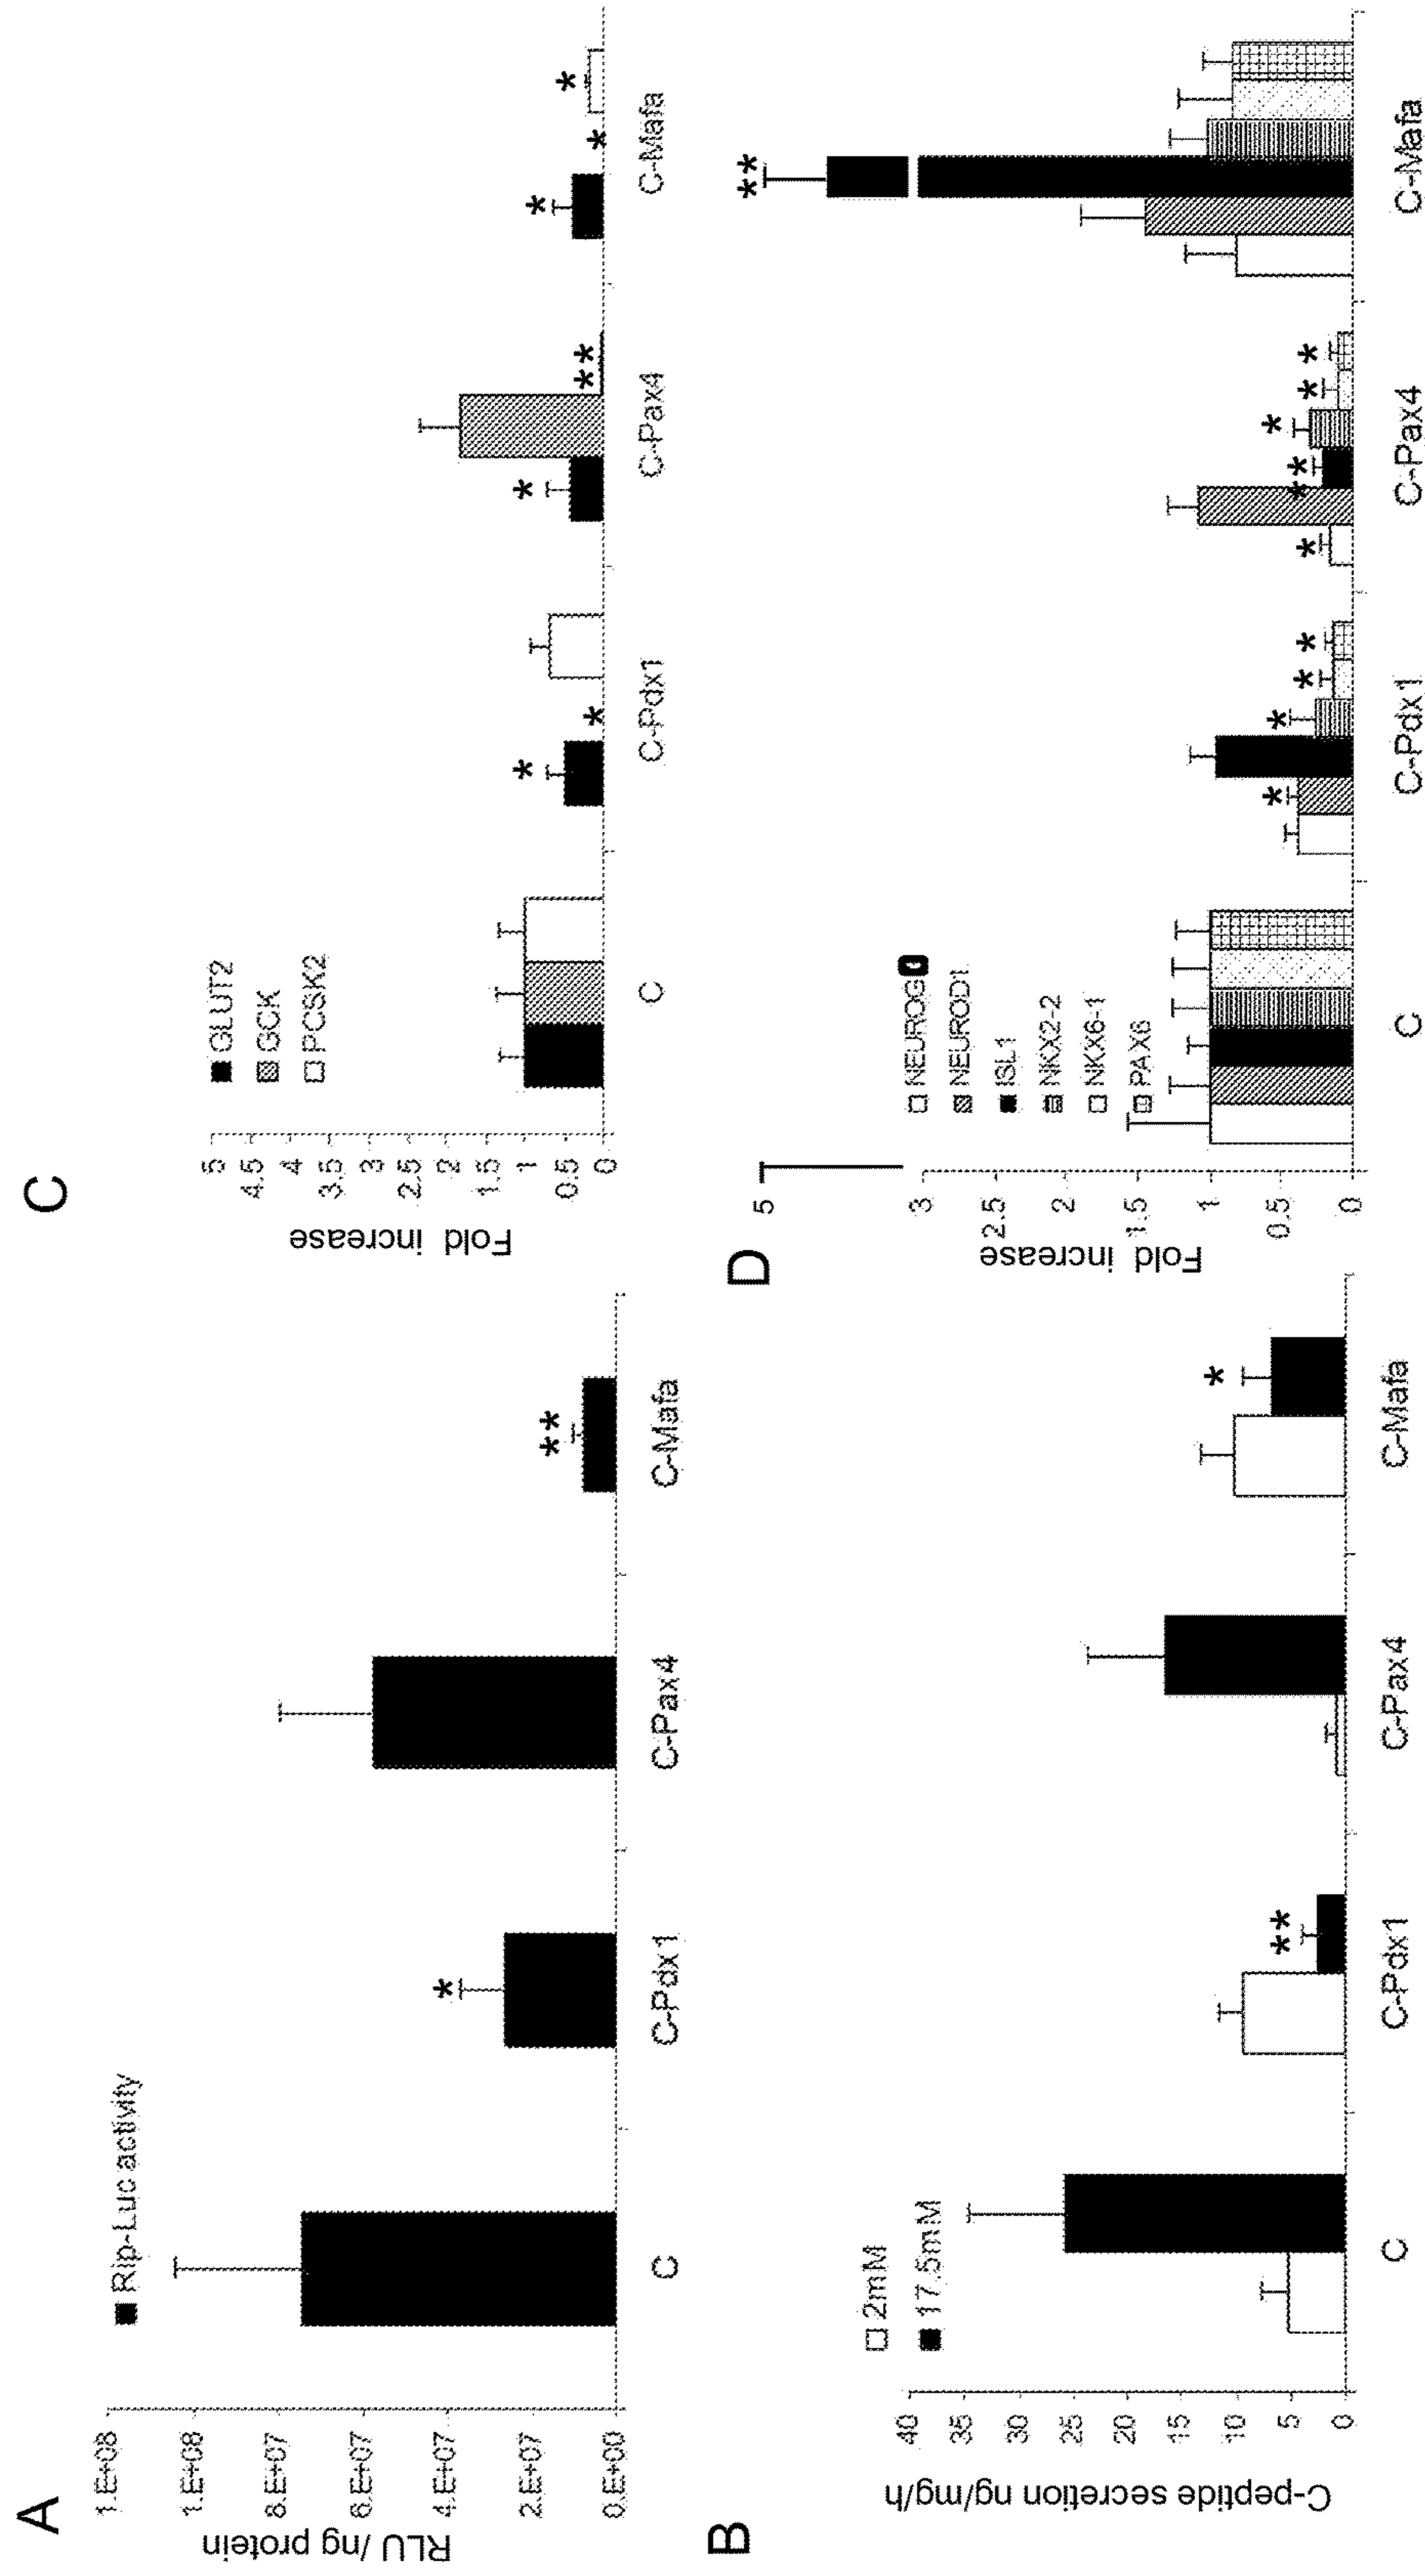 A
RLU /ng protein
1.E+08
1.E+08
8.E+07
6.E+07
4.E+07
2.E+07
0.E+00
Rip-Luc activity
*
**
C
C-Pdx1
C-Pax4
C-Mafa
B
C-peptide secretion ng/mg/h
40
35
30
25
20
15
10
5
0
2mM
17.5mM
**
*
C
C-Pdx1
C-Pax4
C-Mafa
C
Fold increase
5
4.5
4
3.5
3
2.5
2
1.5
1
0.5
0
GLUT2
GCK
PCSK2
* *
* **
* * *
C
C-Pdx1
C-Pax4
C-Mafa
D
Fold increase
5
3
2.5
2
1.5
1
0.5
0
NEUROG
NEUROD1
ISL1
NKX2-2
NKX6-1
PAX6
* * * *
* ** * * *
**
C
C-Pdx1
C-Pax4
C-Mafa